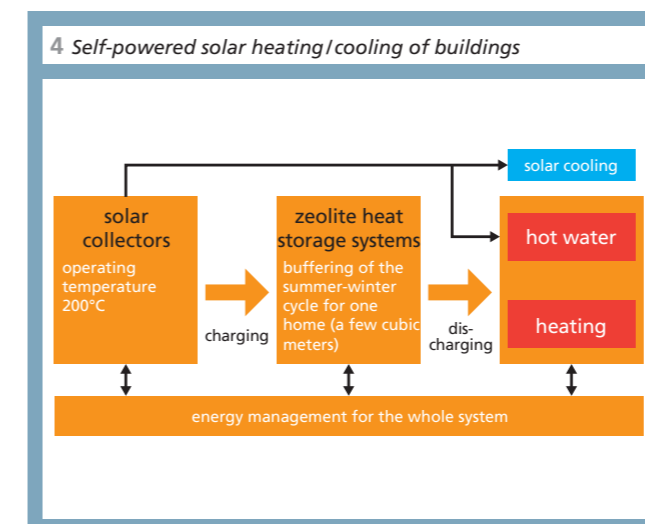 4 Self-powered solar heating/cooling of buildings
solar cooling
solar
collectors
operating
temperature
200°C
charging
zeolite heat
storage systems
buffering of the
summer-winter
cycle for one
home (a few cubic
meters)
dis-
charging
hot water
heating
energy management for the whole system